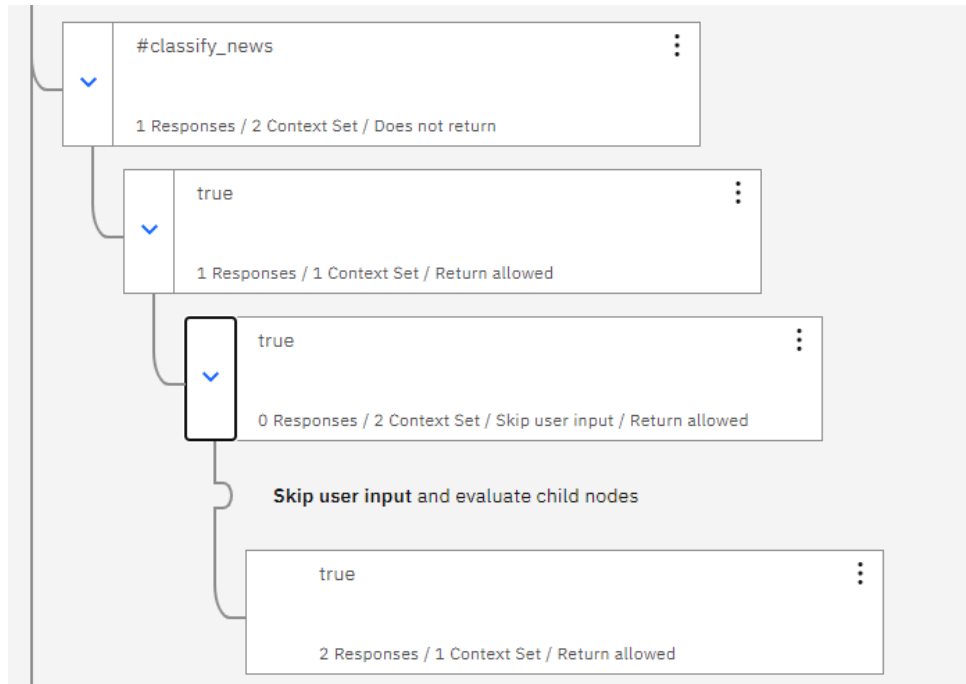 #classify_news
1 Responses / 2 Context Set / Does not return
true
1 Responses / 1 Context Set / Return allowed
true
0 Responses / 2 Context Set / Skip user input / Return allowed
Skip user input and evaluate child nodes
true
2 Responses / 1 Context Set / Return allowed